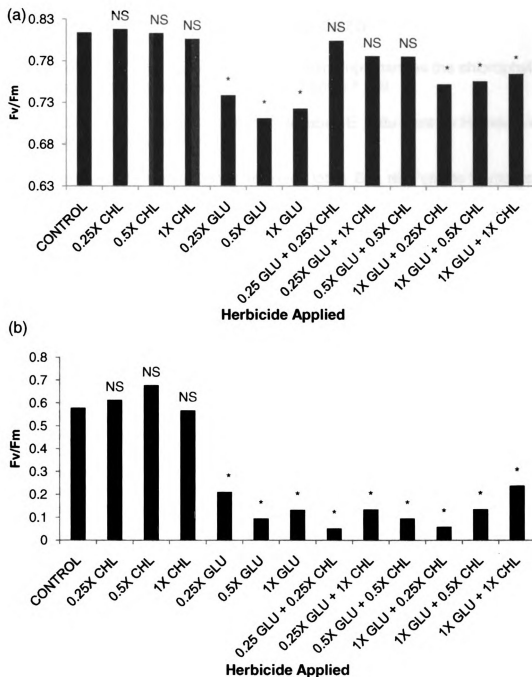 (a)
0.83
0.78
0.73
0.68
0.63
Fv/Fm
NS
NS
NS
*
*
*
NS
NS
NS
*
*
*
CONTROL
0.25X CHL
0.5X CHL
1X CHL
0.25X GLU
0.5X GLU
1X GLU
0.25 GLU + 0.25X CHL
0.25X GLU + 1X CHL
0.5X GLU + 0.5X CHL
1X GLU + 0.25X CHL
1X GLU + 0.5X CHL
1X GLU + 1X CHL
Herbicide Applied
(b)
0.8
0.7
0.6
0.5
0.4
0.3
0.2
0.1
0
Fv/Fm
NS
NS
NS
*
*
*
*
*
*
*
*
*
CONTROL
0.25X CHL
0.5X CHL
1X CHL
0.25X GLU
0.5X GLU
1X GLU
0.25 GLU + 0.25X CHL
0.25X GLU + 1X CHL
0.5X GLU + 0.5X CHL
1X GLU + 0.25X CHL
1X GLU + 0.5X CHL
1X GLU + 1X CHL
Herbicide Applied